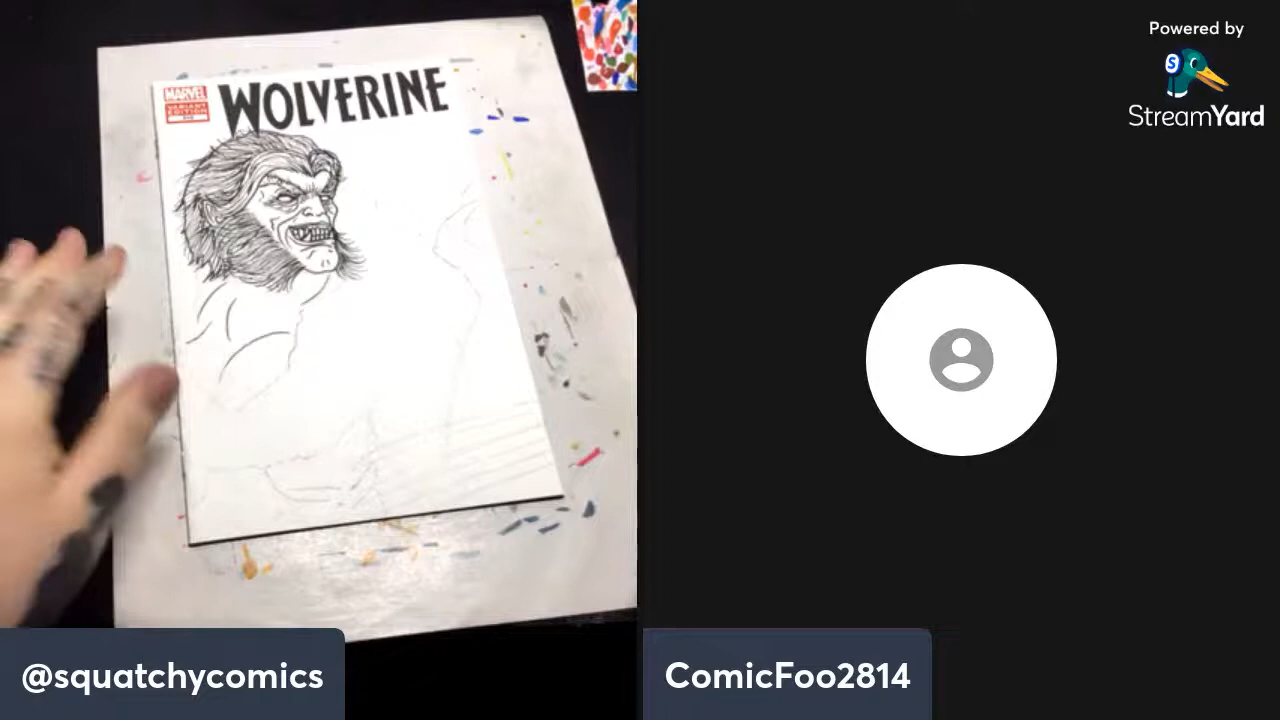 MARVEL
VARIANT
EDITION
WOLVERINE
Powered by
S
StreamYard
@squatchycomics
ComicFoo2814